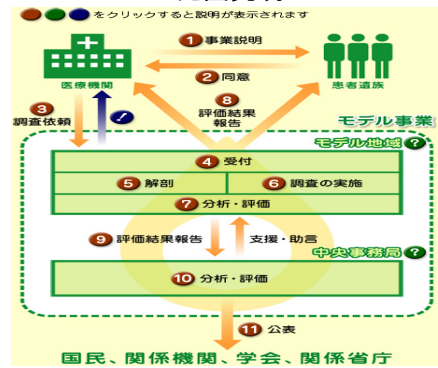 をクリックすると説明が表示されます
1 事業説明
医療機関
2 同意
患者遺族
3 調査依頼
!
8 評価結果報告
モデル事業
モデル地域 ?
4 受付
5 解剖
6 調査の実施
7 分析・評価
9 評価結果報告
支援・助言
中央事務局 ?
10 分析・評価
11 公表
国民、関係機関、学会、関係省庁